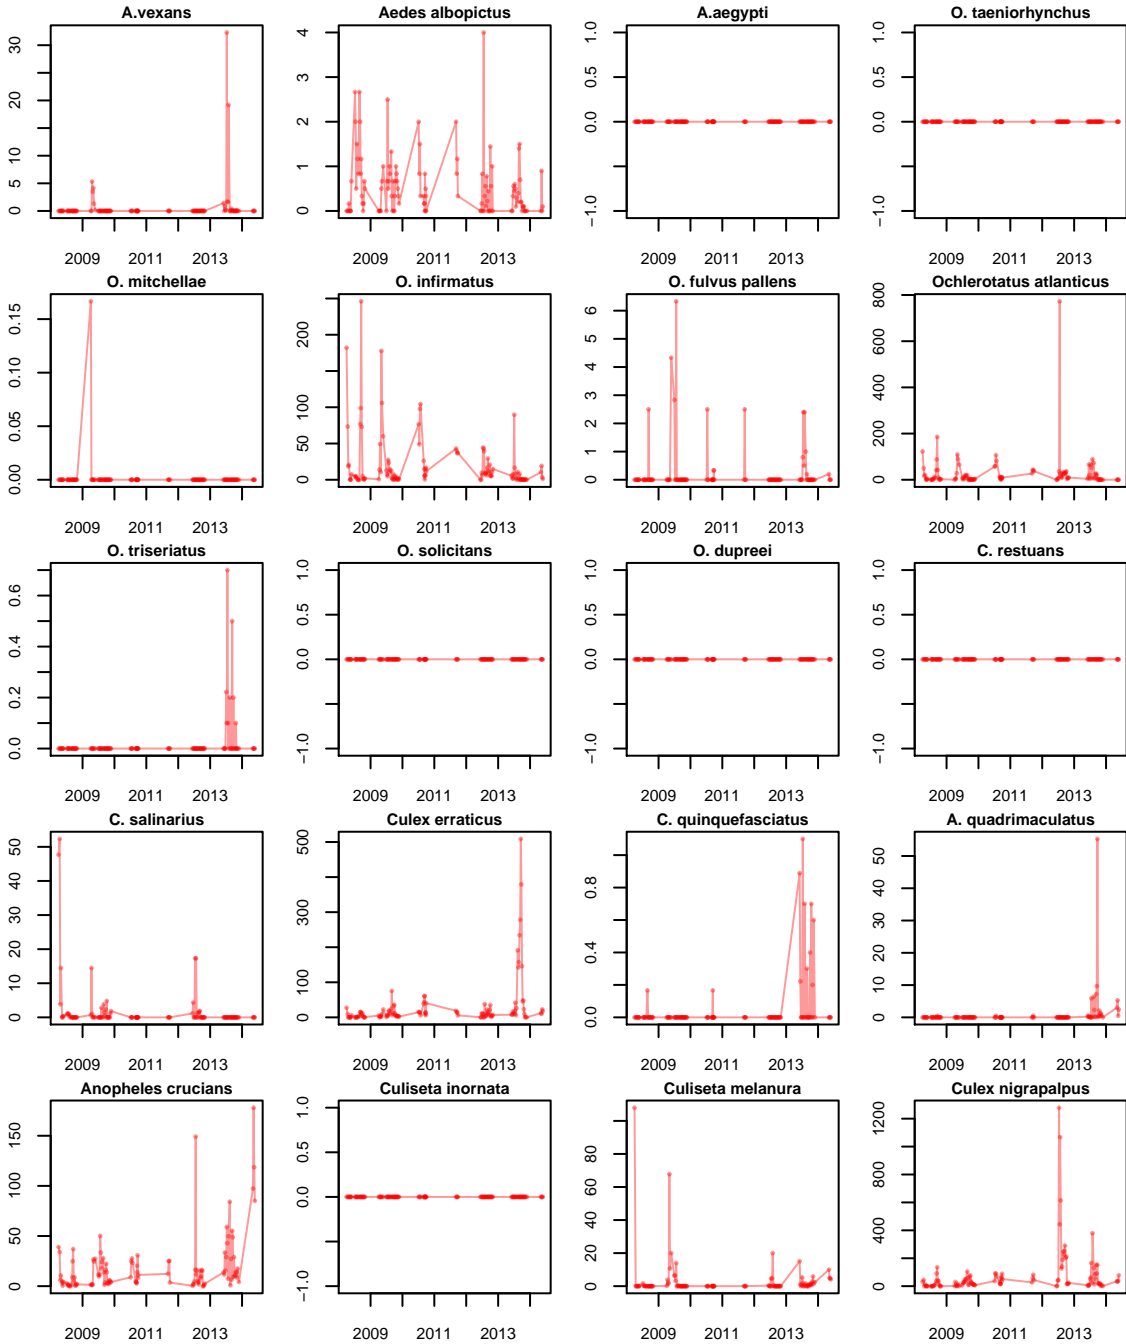 A.vexans
Aedes albopictus
A.aegypti
O. taeniorhynchus
0 5 10 20 30
0 1 2 3 4
−1.0 0.0 0.5 1.0
−1.0 0.0 0.5 1.0
2009 2011 2013
2009 2011 2013
2009 2011 2013
2009 2011 2013
O. mitchellae
O. infirmatus
O. fulvus pallens
Ochlerotatus atlanticus
0.00 0.05 0.10 0.15
0 50 100 200
0 1 2 3 4 5 6
0 200 400 600 800
2009 2011 2013
2009 2011 2013
2009 2011 2013
2009 2011 2013
O. triseriatus
O. solicitans
O. dupreei
C. restuans
0.0 0.2 0.4 0.6
−1.0 0.0 0.5 1.0
−1.0 0.0 0.5 1.0
−1.0 0.0 0.5 1.0
2009 2011 2013
2009 2011 2013
2009 2011 2013
2009 2011 2013
C. salinarius
Culex erraticus
C. quinquefasciatus
A. quadrimaculatus
0 10 20 30 40 50
0 100 300 500
0.0 0.4 0.8
0 10 20 30 40 50
2009 2011 2013
2009 2011 2013
2009 2011 2013
2009 2011 2013
Anopheles crucians
Culiseta inornata
Culiseta melanura
Culex nigrapalpus
0 50 100 150
−1.0 0.0 0.5 1.0
0 20 40 60 80
0 400 800 1200
2009 2011 2013
2009 2011 2013
2009 2011 2013
2009 2011 2013